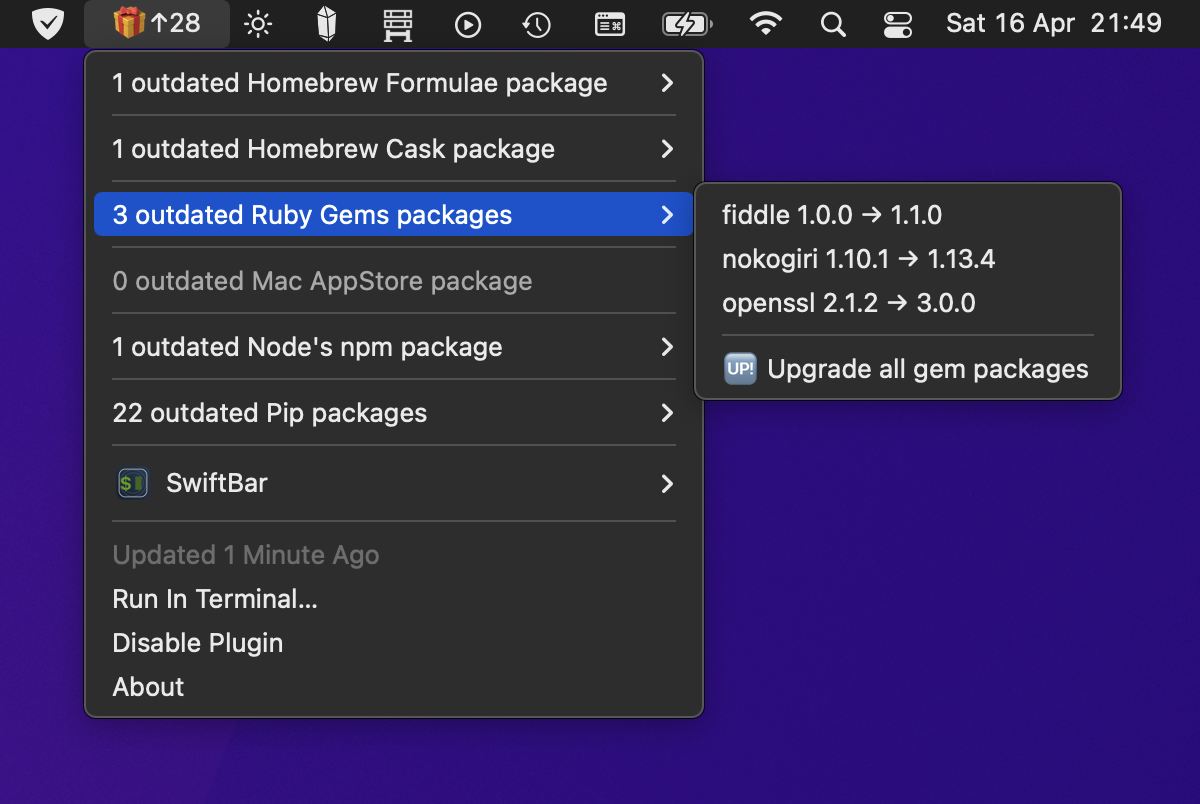 ↑28
Sat 16 Apr 21:49
1 outdated Homebrew Formulae package
1 outdated Homebrew Cask package
3 outdated Ruby Gems packages
fiddle 1.0.0 → 1.1.0
nokogiri 1.10.1 → 1.13.4
openssl 2.1.2 → 3.0.0
UP! Upgrade all gem packages
0 outdated Mac AppStore package
1 outdated Node's npm package
22 outdated Pip packages
$ SwiftBar
Updated 1 Minute Ago
Run In Terminal...
Disable Plugin
About